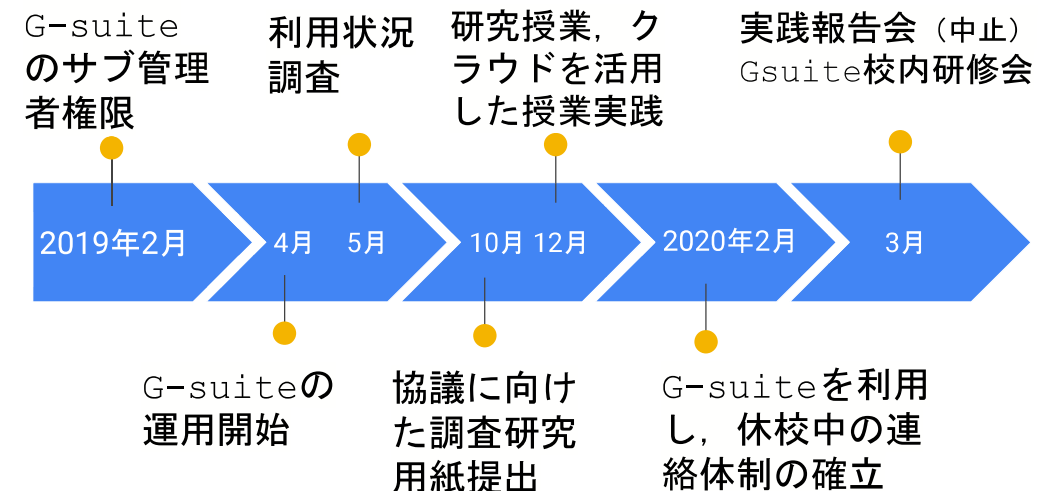 G-suite
のサブ管理
者権限
利用状況
調査
研究授業，ク
ラウドを活用
した授業実践
実践報告会（中止）
Gsuite校内研修会
2019年2月
4月
5月
10月
12月
2020年2月
3月
G-suiteの
運用開始
協議に向け
た調査研究
用紙提出
G-suiteを利用
し，休校中の連
絡体制の確立